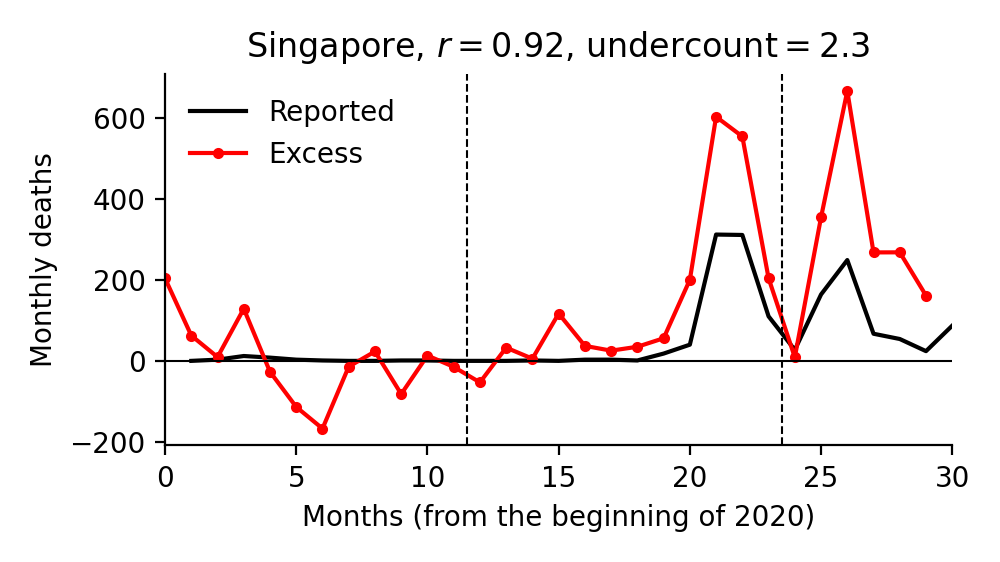 Singapore, r = 0.92, undercount = 2.3
Reported
Excess
Monthly deaths
600
400
200
0
−200
0 5 10 15 20 25 30
Months (from the beginning of 2020)